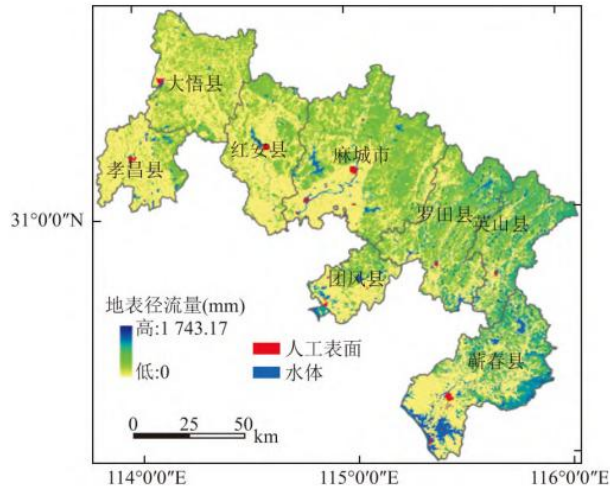 大悟县
红安县
麻城市
孝昌县
罗田县
英山县
31°0′0″N
团风县
地表径流量(mm)
高:1 743.17
低:0
人工表面
水体
蕲春县
0 25 50
km
114°0′0″E 115°0′0″E 116°0′0″E